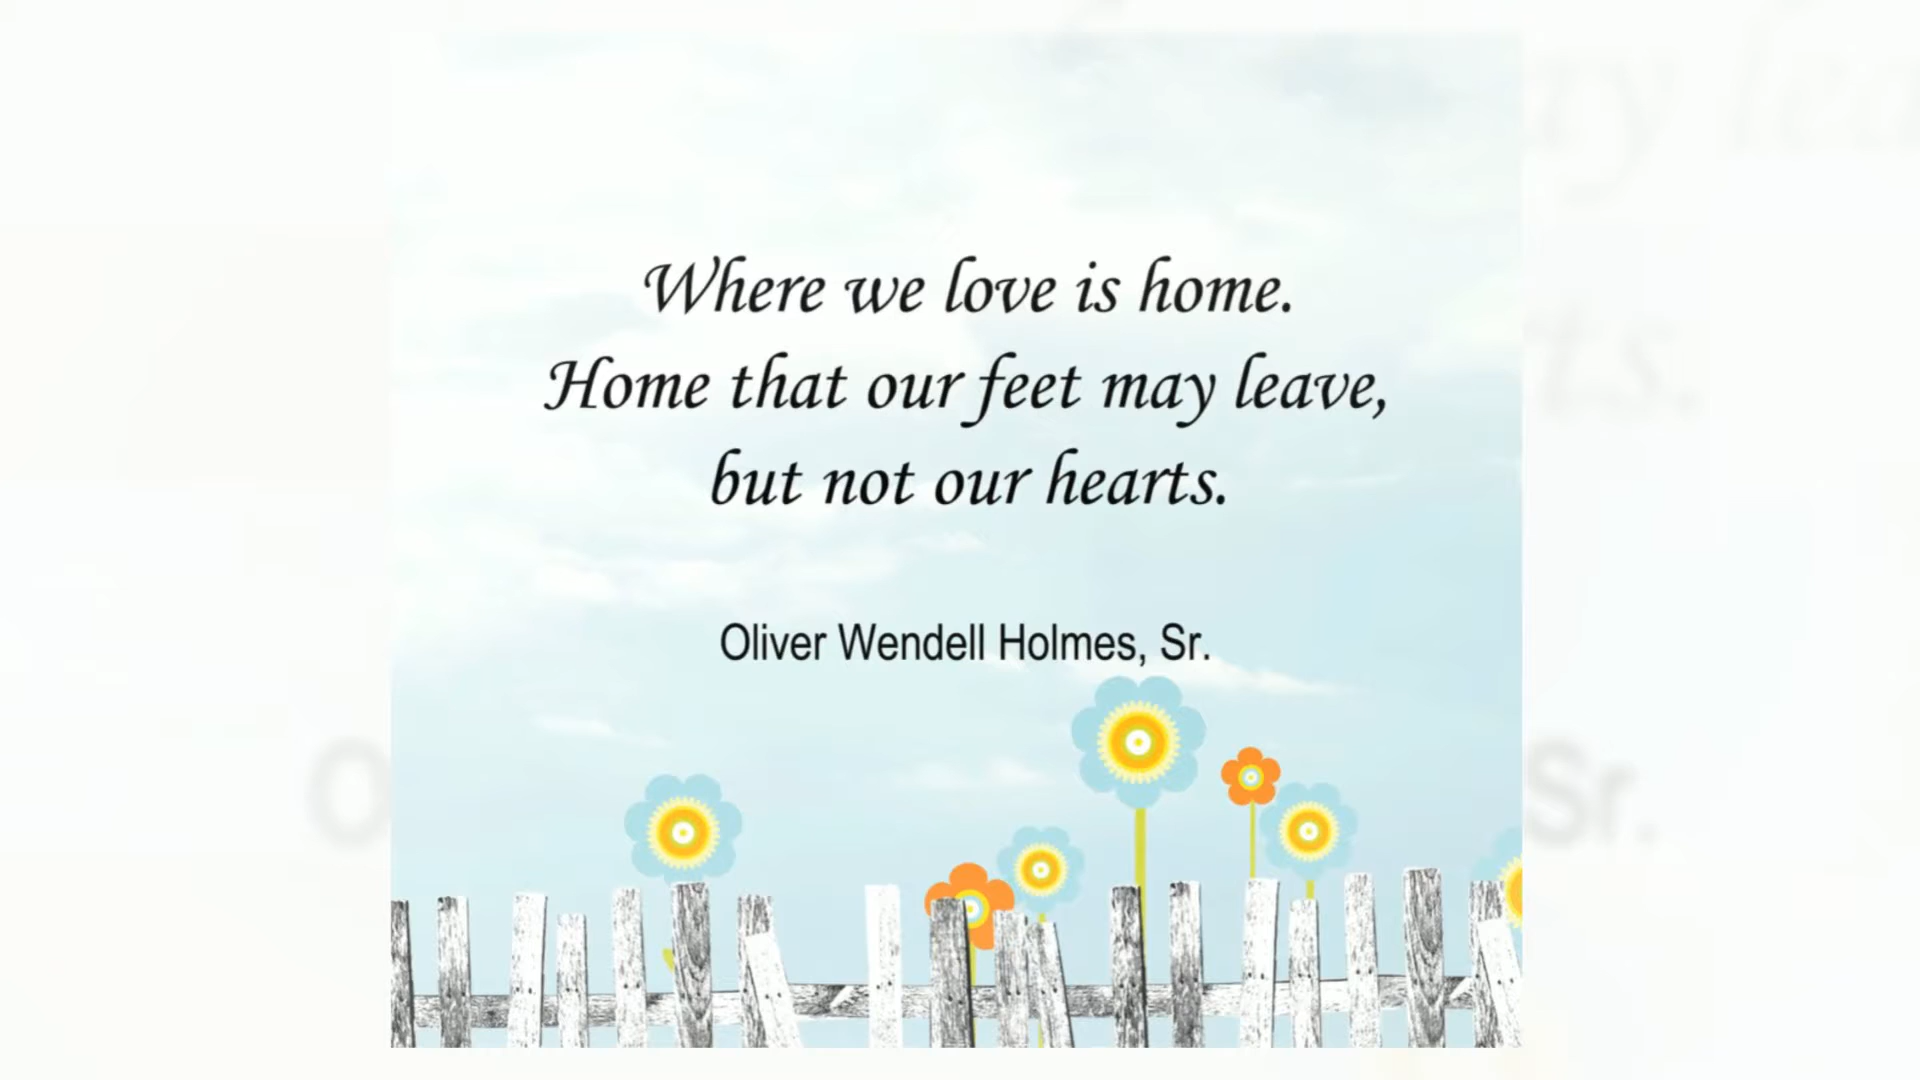 Where we love is home.
Home that our feet may leave,
but not our hearts.
Oliver Wendell Holmes, Sr.